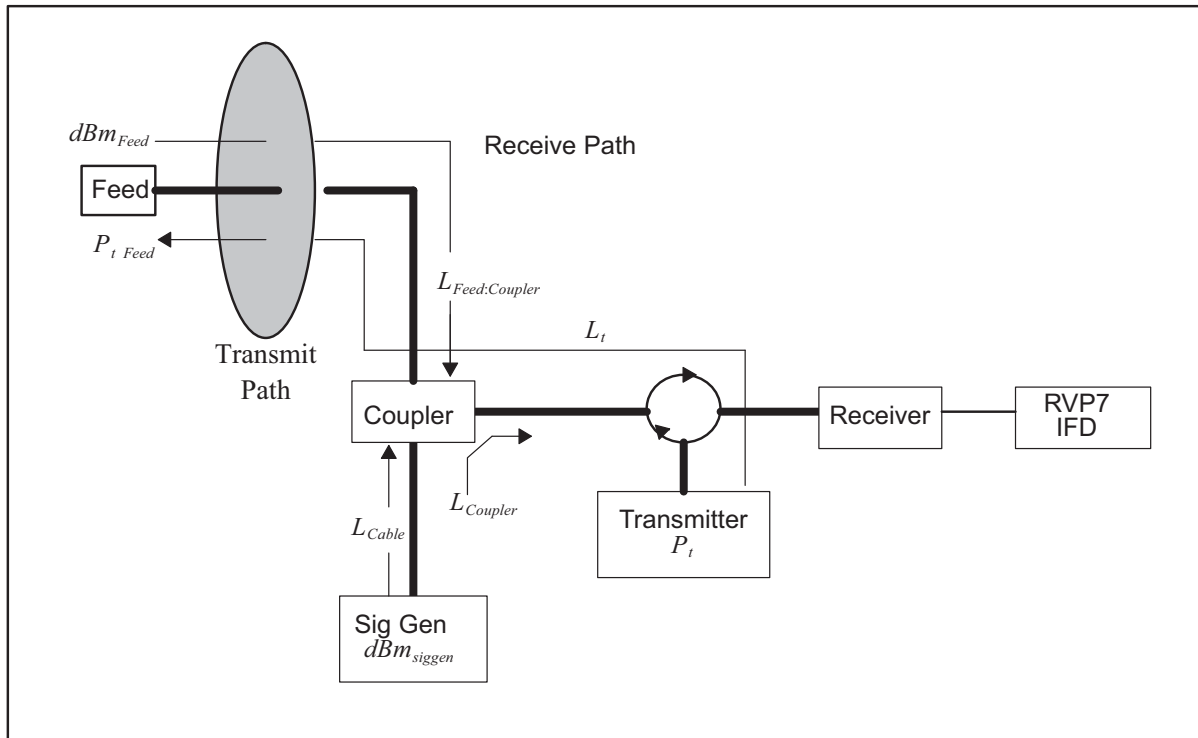 dBm_Feed
Receive Path
Feed
P_t Feed
L_Feed:Coupler
Transmit
Path
L_t
Coupler
Receiver
RVP7
IFD
L_Cable
L_Coupler
Transmitter
P_t
Sig Gen
dBm_siggen